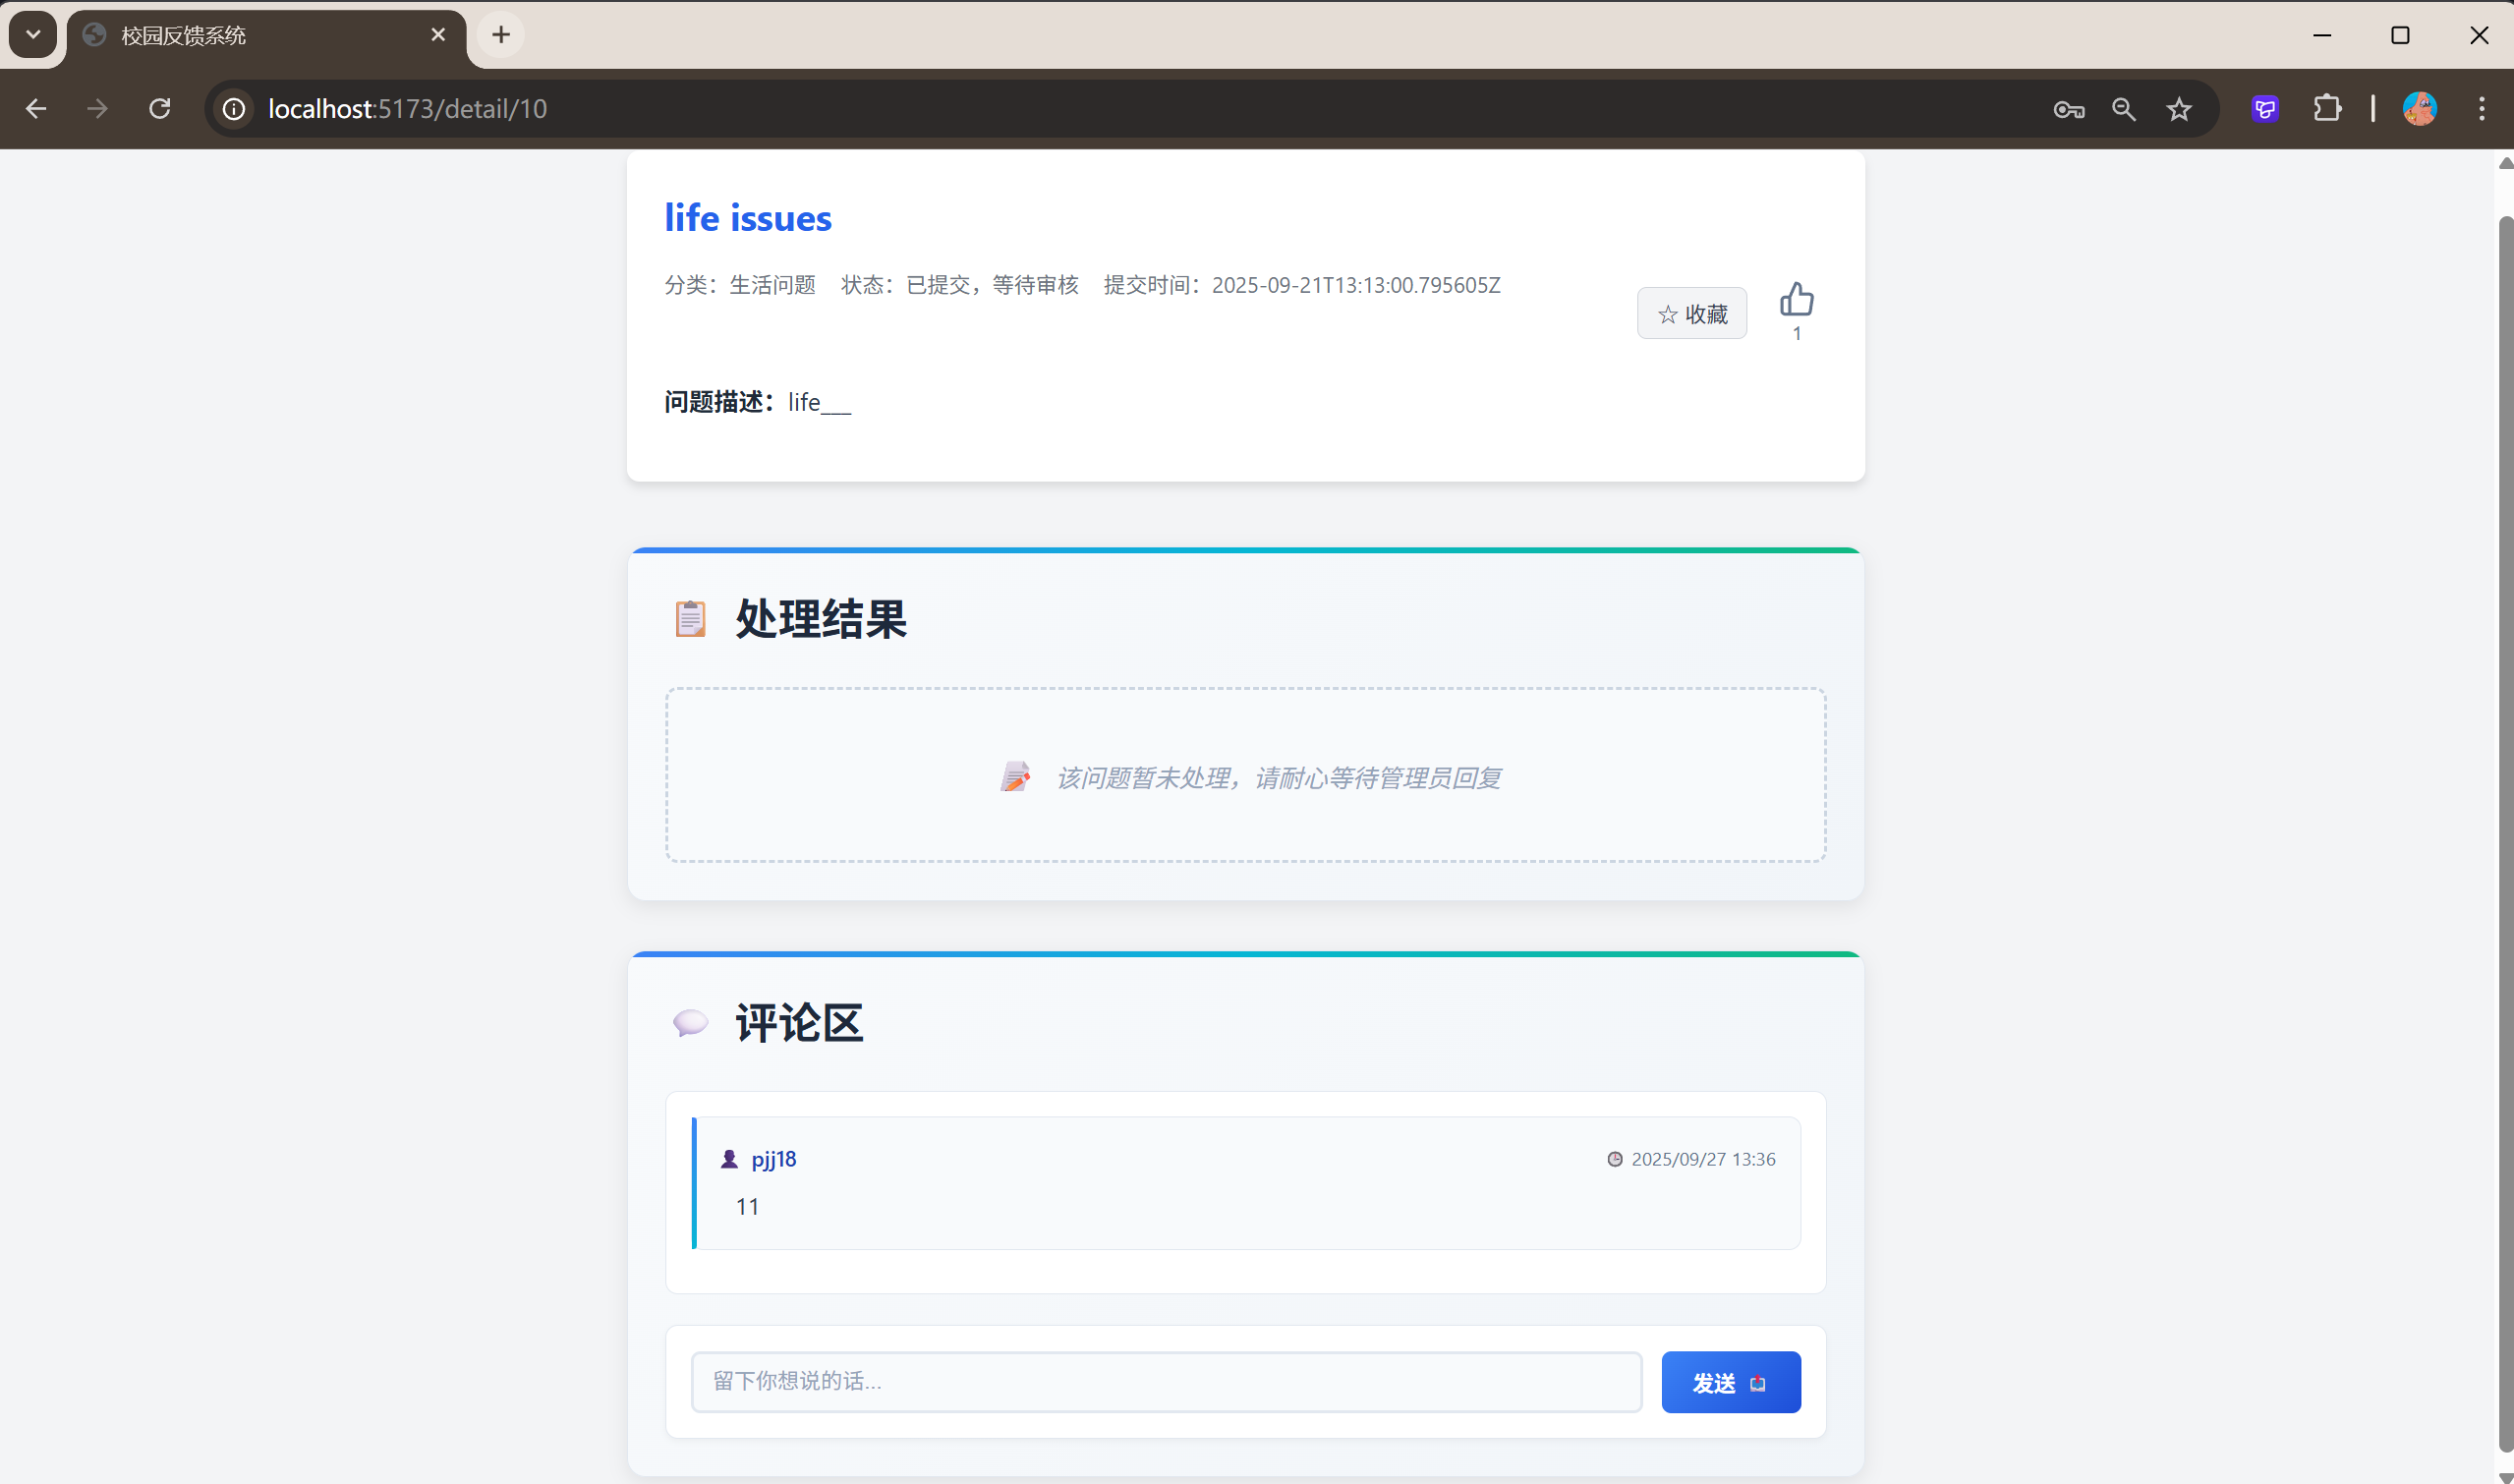 校园反馈系统
localhost:5173/detail/10
life issues
分类：生活问题 状态：已提交，等待审核 提交时间：2025-09-21T13:13:00.795605Z
☆ 收藏
1
问题描述：life___
处理结果
该问题暂未处理，请耐心等待管理员回复
评论区
pjj18 2025/09/27 13:36
11
留下你想说的话...
发送